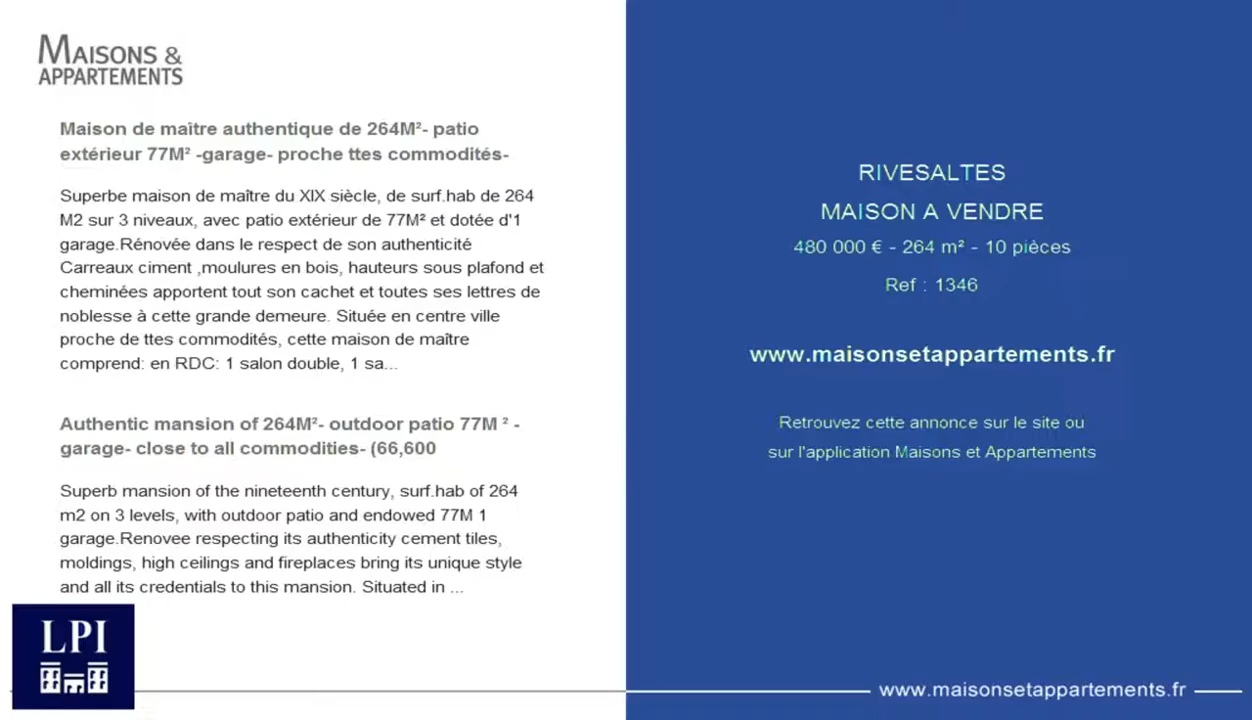 MAISONS &
APPARTEMENTS
Maison de maître authentique de 264M²- patio
extérieur 77M² -garage- proche ttes commodités-
Superbe maison de maître du XIX siècle, de surf.hab de 264
M2 sur 3 niveaux, avec patio extérieur de 77M² et dotée d'1
garage.Rénovée dans le respect de son authenticité
Carreaux ciment ,moulures en bois, hauteurs sous plafond et
cheminées apportent tout son cachet et toutes ses lettres de
noblesse à cette grande demeure. Située en centre ville
proche de ttes commodités, cette maison de maître
comprend: en RDC: 1 salon double, 1 sa...
Authentic mansion of 264M²- outdoor patio 77M ² -
garage- close to all commodities- (66,600
Superb mansion of the nineteenth century, surf.hab of 264
m2 on 3 levels, with outdoor patio and endowed 77M 1
garage.Renovee respecting its authenticity cement tiles,
moldings, high ceilings and fireplaces bring its unique style
and all its credentials to this mansion. Situated in ...
LPI
RIVESALTES
MAISON A VENDRE
480 000 € - 264 m² - 10 pièces
Ref : 1346
www.maisonsetappartements.fr
Retrouvez cette annonce sur le site ou
sur l'application Maisons et Appartements
www.maisonsetappartements.fr